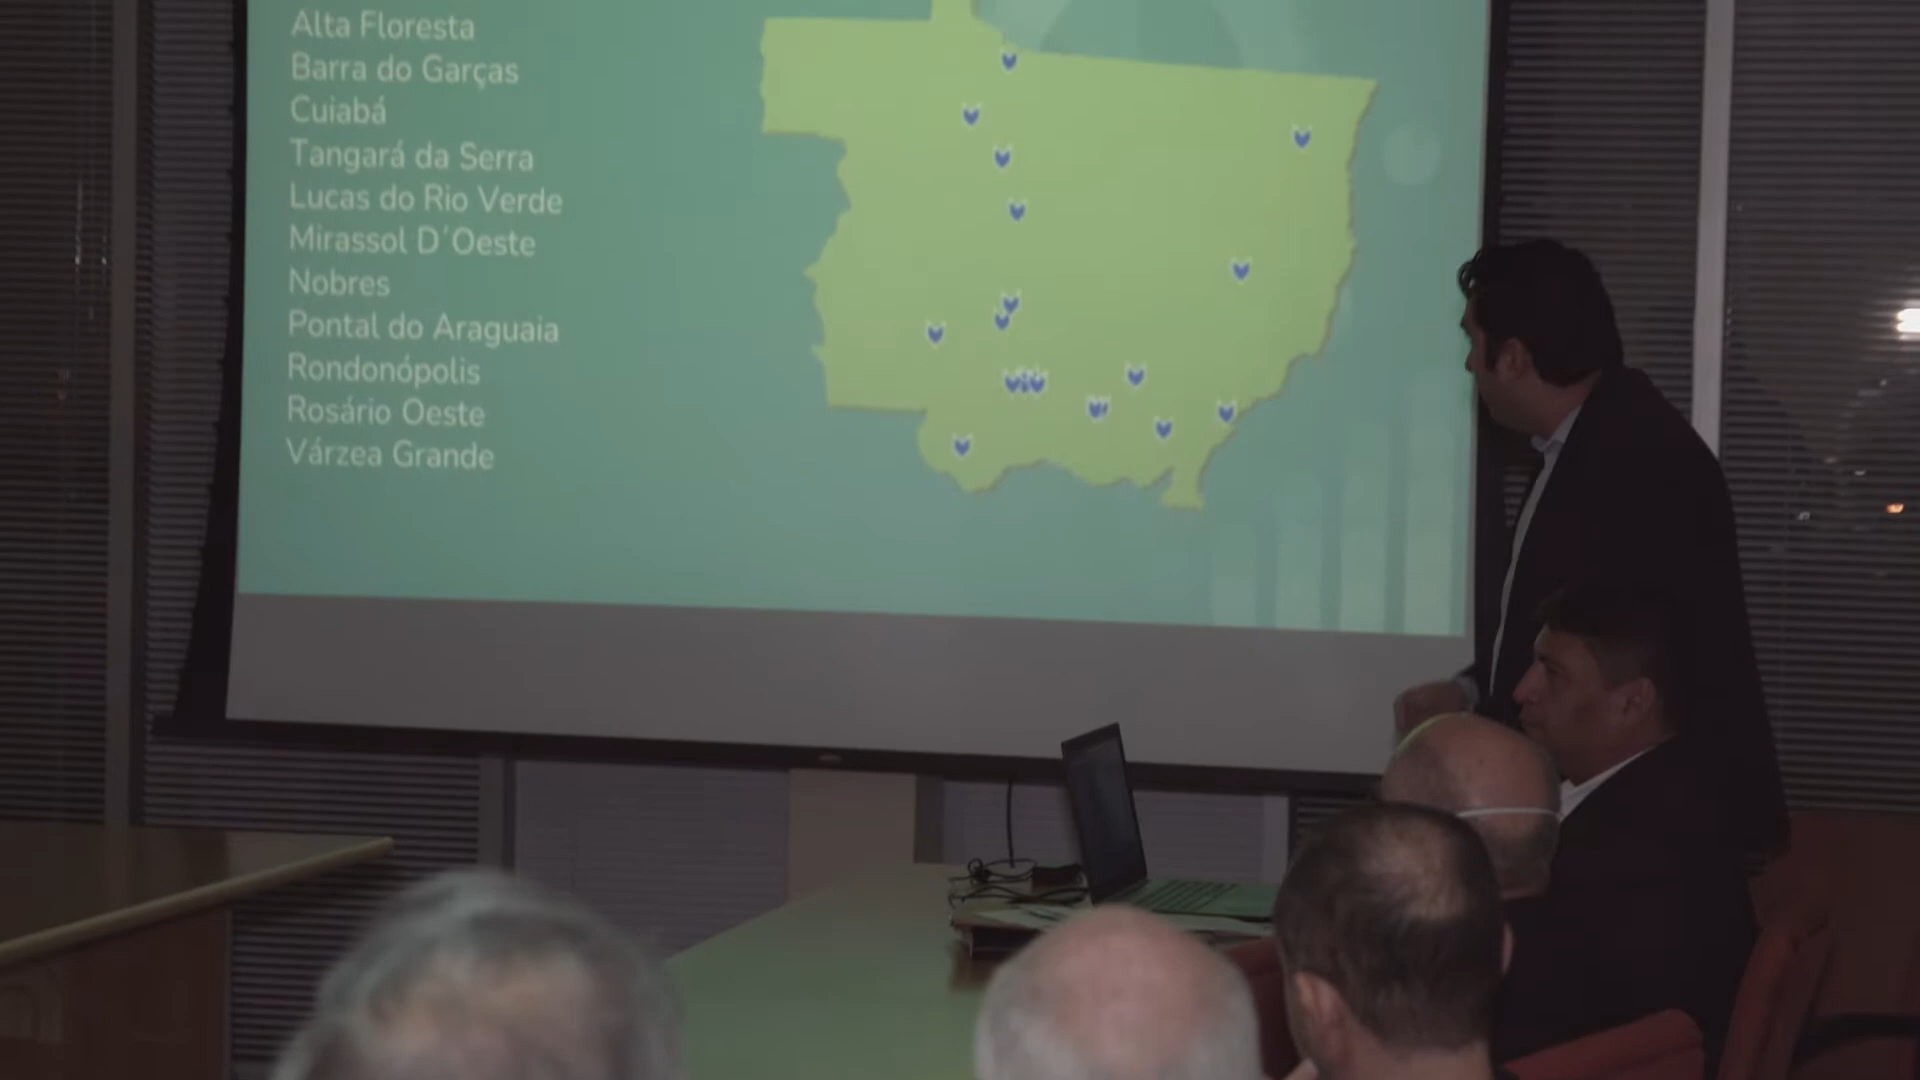 Alta Floresta
Barra do Garças
Cuiabá
Tangará da Serra
Lucas do Rio Verde
Mirassol D´Oeste
Nobres
Pontal do Araguaia
Rondonópolis
Rosário Oeste
Várzea Grande